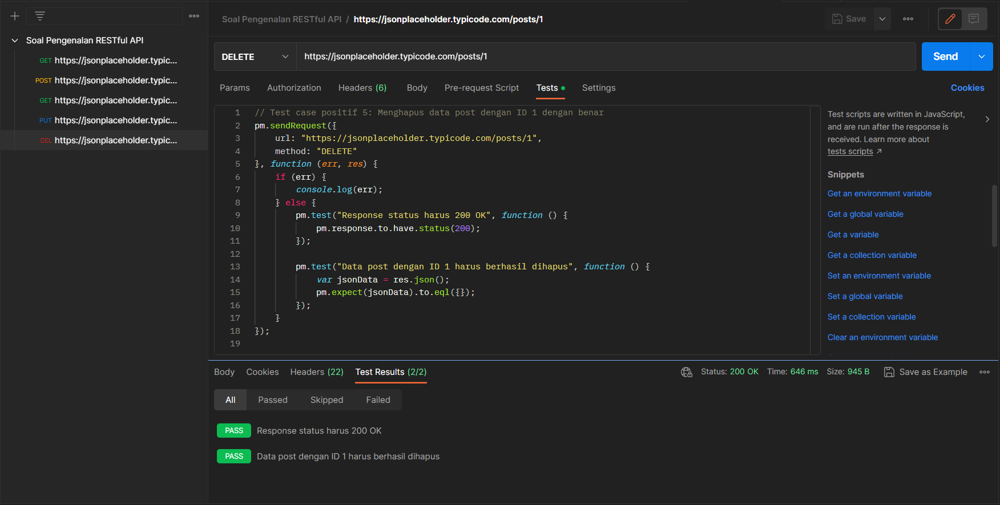 Soal Pengenalan RESTful API / https://jsonplaceholder.typicode.com/posts/1
Save
Soal Pengenalan RESTful API
GET https://jsonplaceholder.typic...
POST https://jsonplaceholder.typic...
GET https://jsonplaceholder.typic...
PUT https://jsonplaceholder.typic...
DEL https://jsonplaceholder.typic...
DELETE https://jsonplaceholder.typicode.com/posts/1 Send
Params Authorization Headers (6) Body Pre-request Script Tests Settings Cookies
1 // Test case positif 5: Menghapus data post dengan ID 1 dengan benar
2 pm.sendRequest({
3 url: "https://jsonplaceholder.typicode.com/posts/1",
4 method: "DELETE"
5 }, function (err, res) {
6 if (err) {
7 console.log(err);
8 } else {
9 pm.test("Response status harus 200 OK", function () {
10 pm.response.to.have.status(200);
11 });
12
13 pm.test("Data post dengan ID 1 harus berhasil dihapus", function () {
14 var jsonData = res.json();
15 pm.expect(jsonData).to.eql({});
16 });
17 }
18 });
19
Test scripts are written in JavaScript,
and are run after the response is
received. Learn more about
tests scripts ↗
Snippets
Get an environment variable
Get a global variable
Get a variable
Get a collection variable
Set an environment variable
Set a global variable
Set a collection variable
Clear an environment variable
Body Cookies Headers (22) Test Results (2/2) Status: 200 OK Time: 646 ms Size: 945 B Save as Example
All Passed Skipped Failed
PASS Response status harus 200 OK
PASS Data post dengan ID 1 harus berhasil dihapus